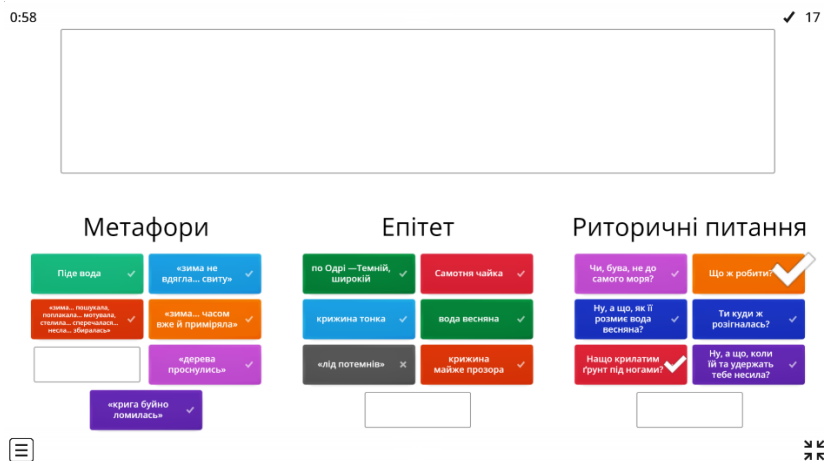 0:58
17
Метафори
Епітет
Риторичні питання
Піде вода
«зима не
вдягла... свиту»
по Одрі —Темній,
широкій
Самотня чайка
Чи, бува, не до
самого моря?
Що ж робити?
«зима... пошукала,
поплакала... могувала,
стелила... сперечалася...
несла... збиралась»
«зима... часом
вже й приміряла»
крижина тонка
вода весняна
Ну, а що, як її
розмиє вода
весняна?
Ти куди ж
розігналась?
«дерева
проснулись»
«лід потемнів»
крижина
майже прозора
Нащо крилатим
ґрунт під ногами?
Ну, а що, коли
їй та удержать
тебе несила?
«крига буйно
ломилась»